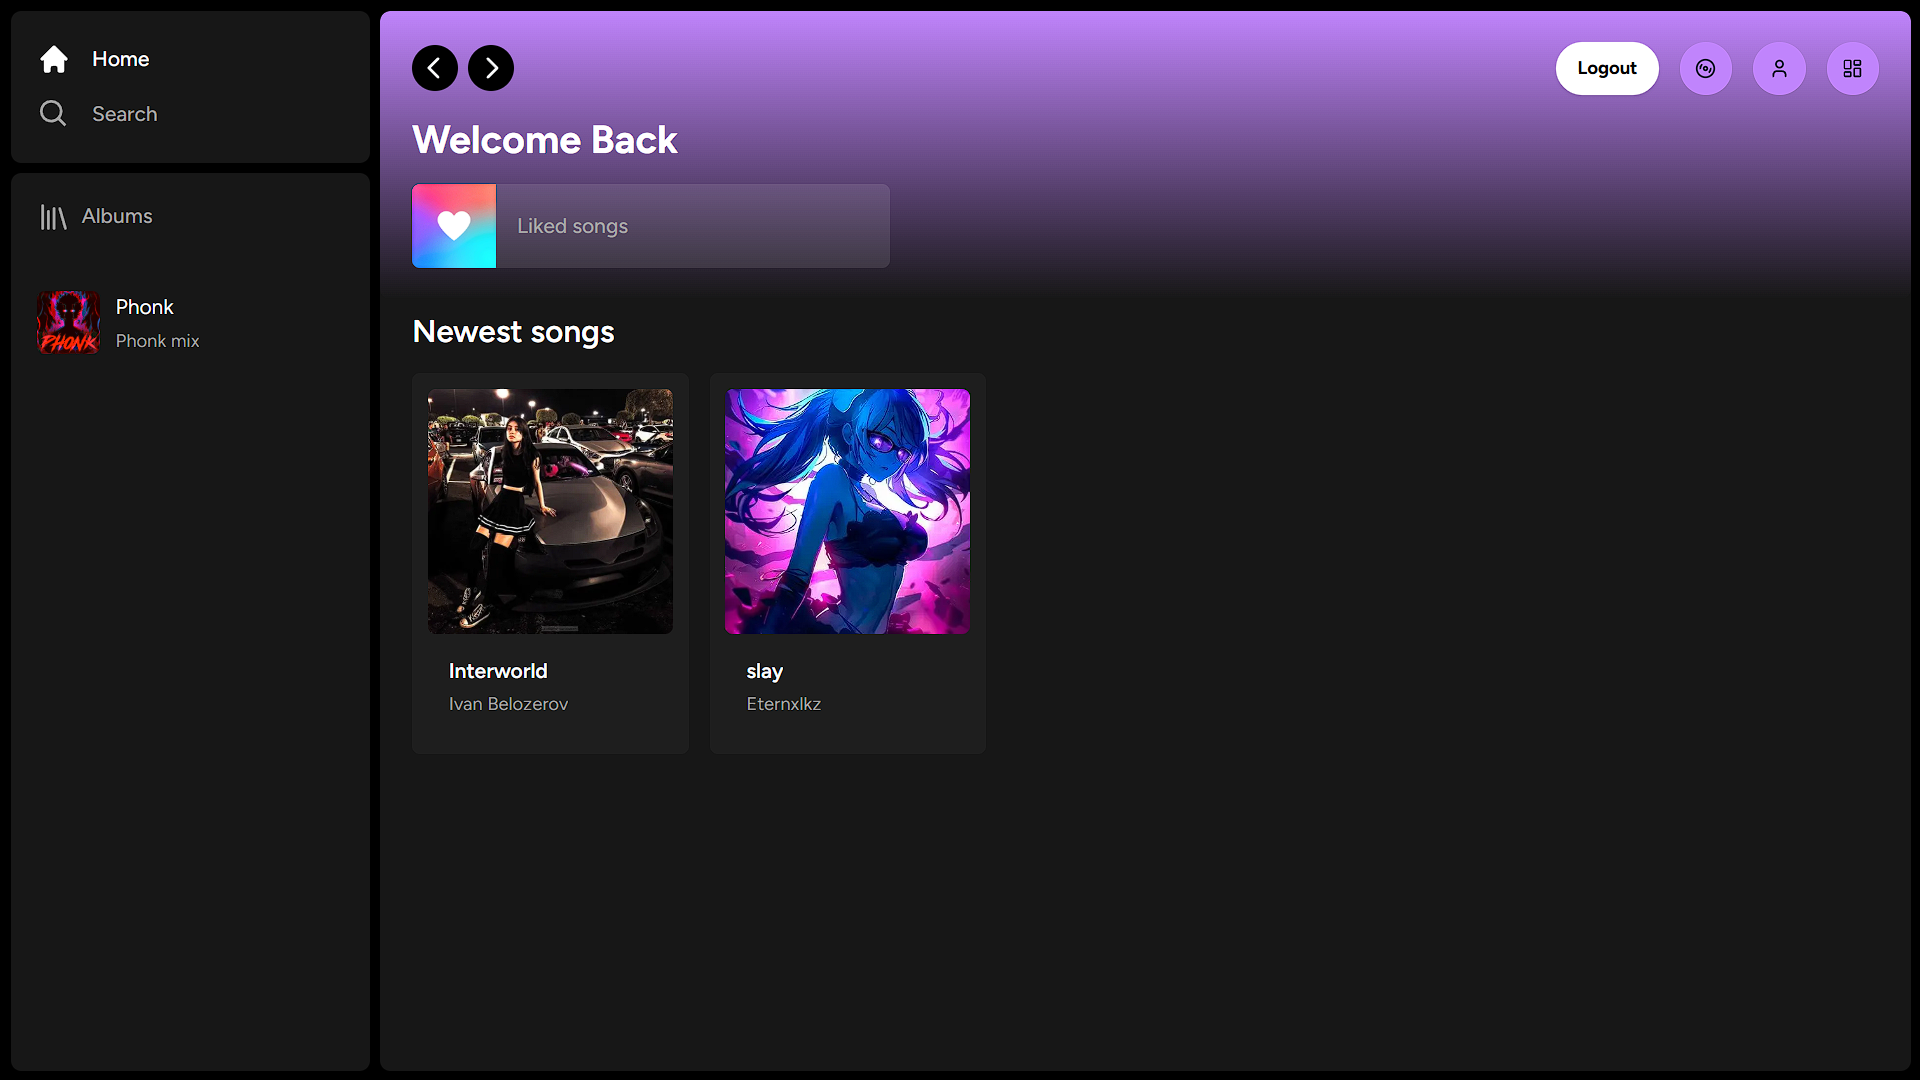 Home
Search
Albums
Phonk
Phonk mix
PHONK
Logout
Welcome Back
Liked songs
Newest songs
Interworld
Ivan Belozerov
slay
Eternxlkz